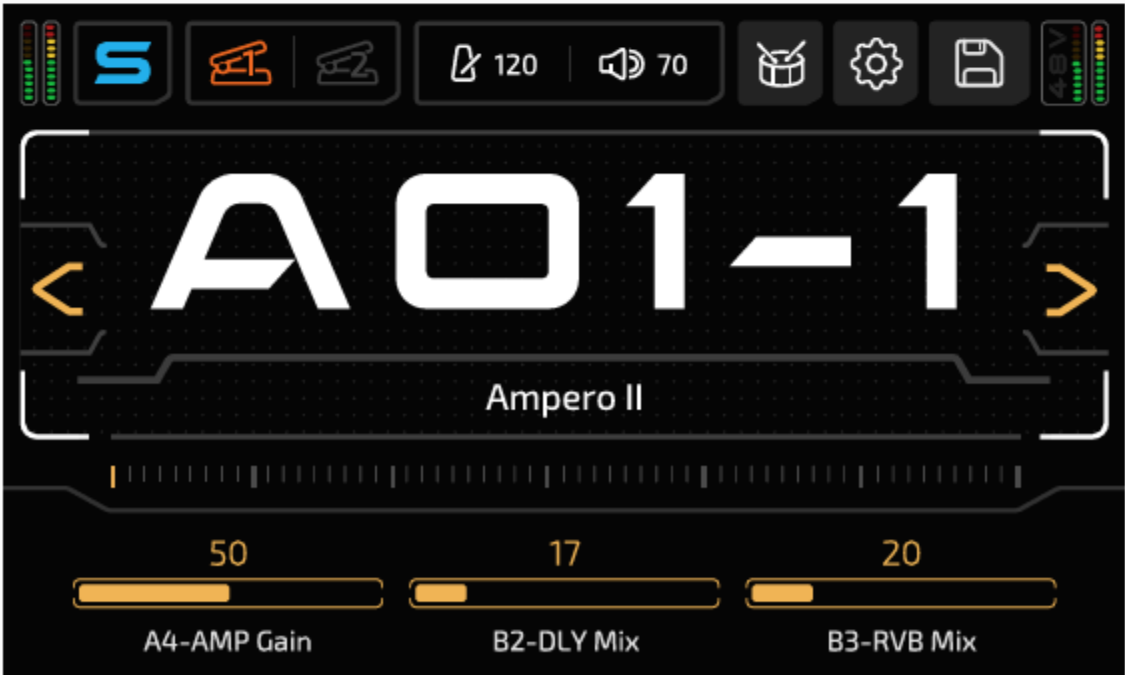 S
1
2
120
70
48V
A01-1
Ampero II
50
17
20
A4-AMP Gain
B2-DLY Mix
B3-RVB Mix